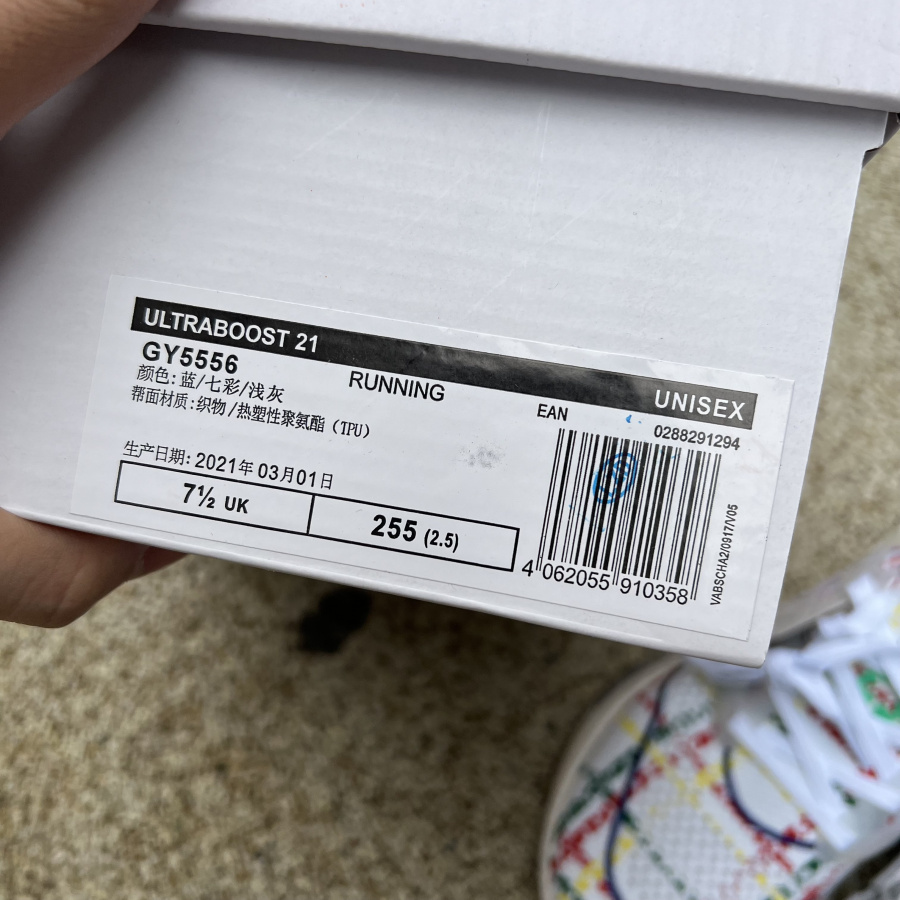 ULTRABOOST 21
UNISEX
GY5556
RUNNING
颜色: 蓝/七彩/浅灰
帮面材质: 织物/热塑性聚氨酯 (TPU)
EAN
0288291294
生产日期: 2021年 03月01日
7½ UK
255 (2.5)
4 062055 910358
VABSCHA2/0917/V05